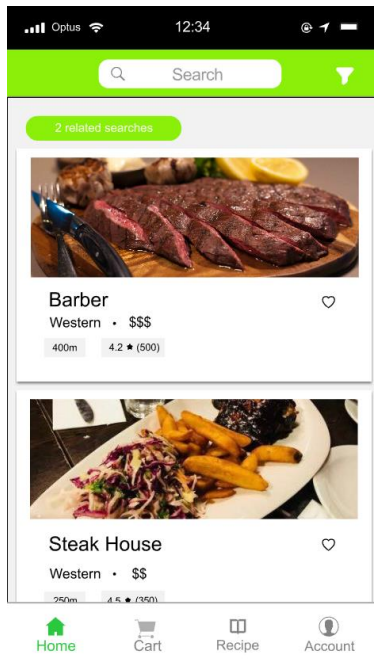 Optus
12:34
Search
2 related searches
Barber
Western • $$$
400m 4.2 ★ (500)
Steak House
Western • $$
250m 4.5 ★ (350)
Home Cart Recipe Account